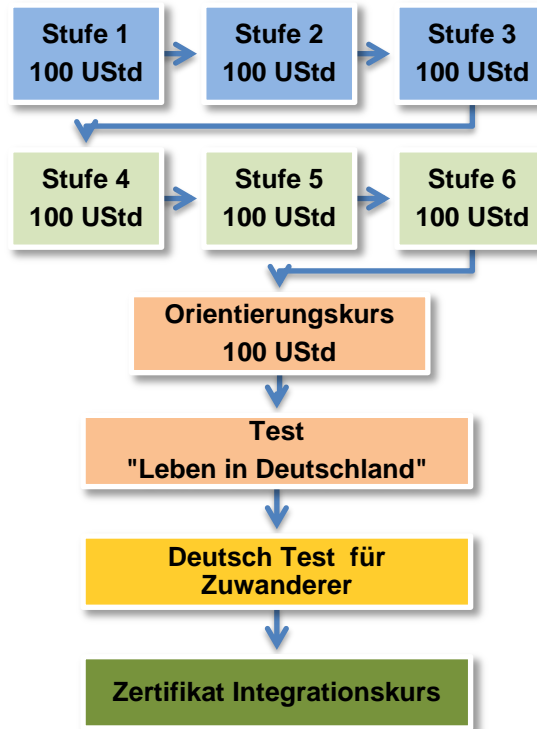 Stufe 1
100 UStd
Stufe 2
100 UStd
Stufe 3
100 UStd
Stufe 4
100 UStd
Stufe 5
100 UStd
Stufe 6
100 UStd
Orientierungskurs
100 UStd
Test
"Leben in Deutschland"
Deutsch Test für
Zuwanderer
Zertifikat Integrationskurs